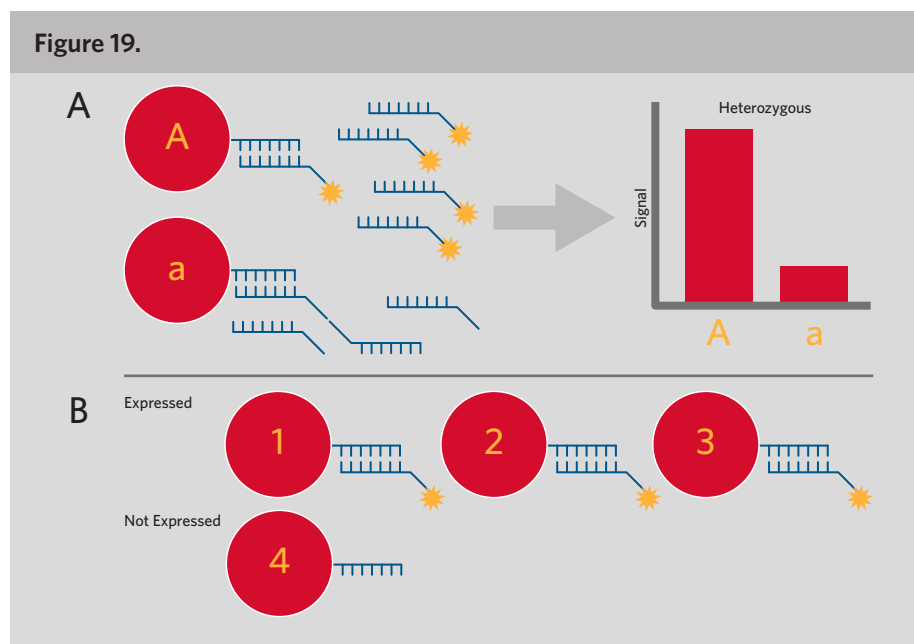 Figure 19.
A
A
a
Signal
Heterozygous
A
a
B
Expressed
1
2
3
Not Expressed
4